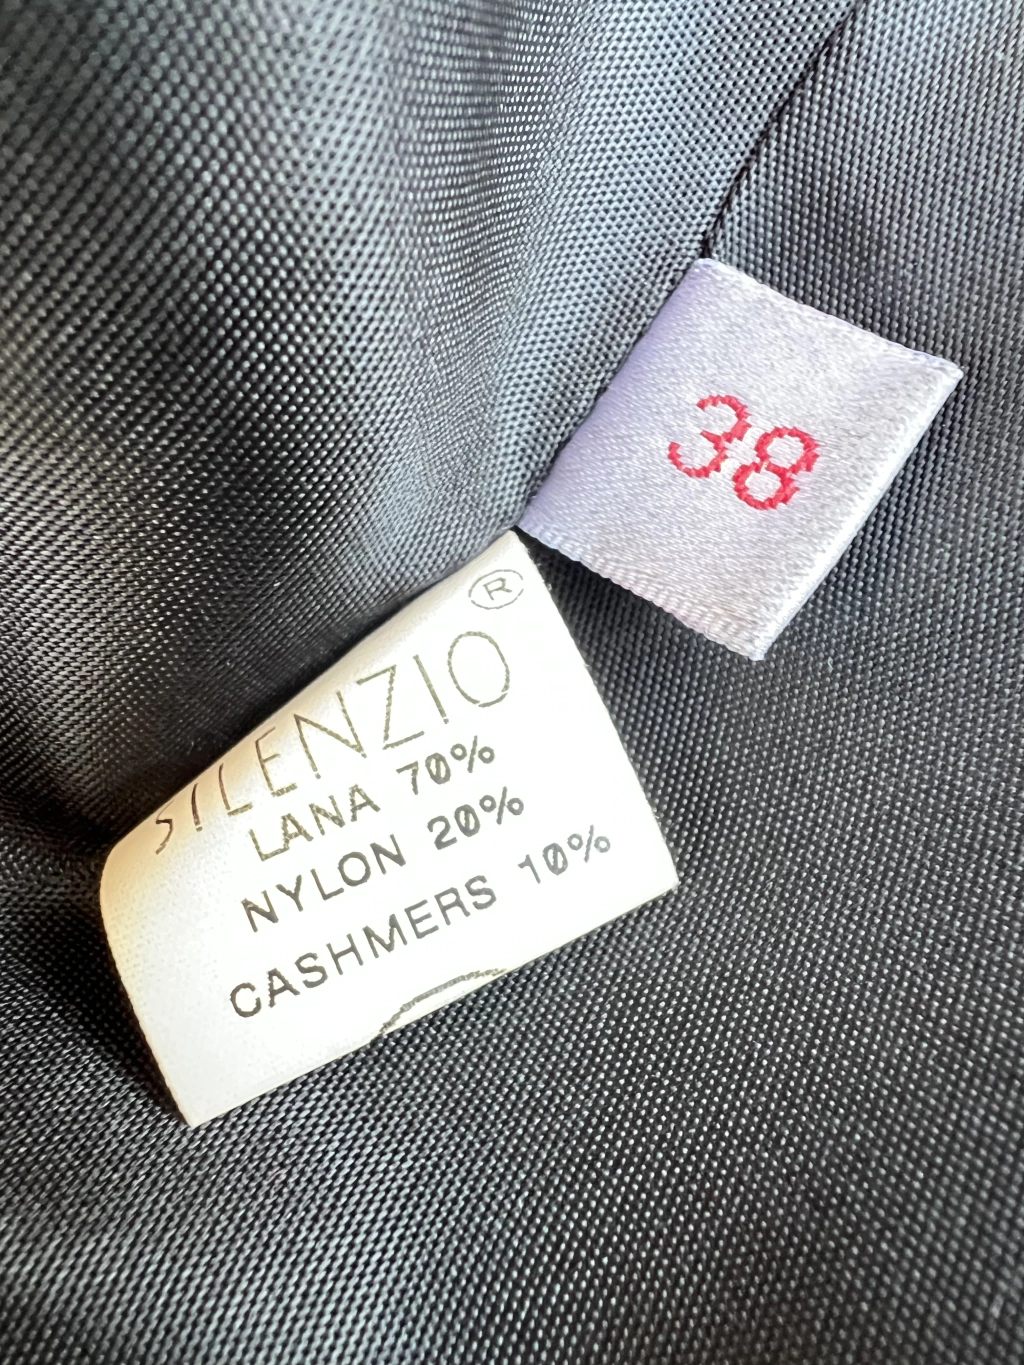 38
®
SILENZIO
LANA 70%
NYLON 20%
CASHMERS 10%